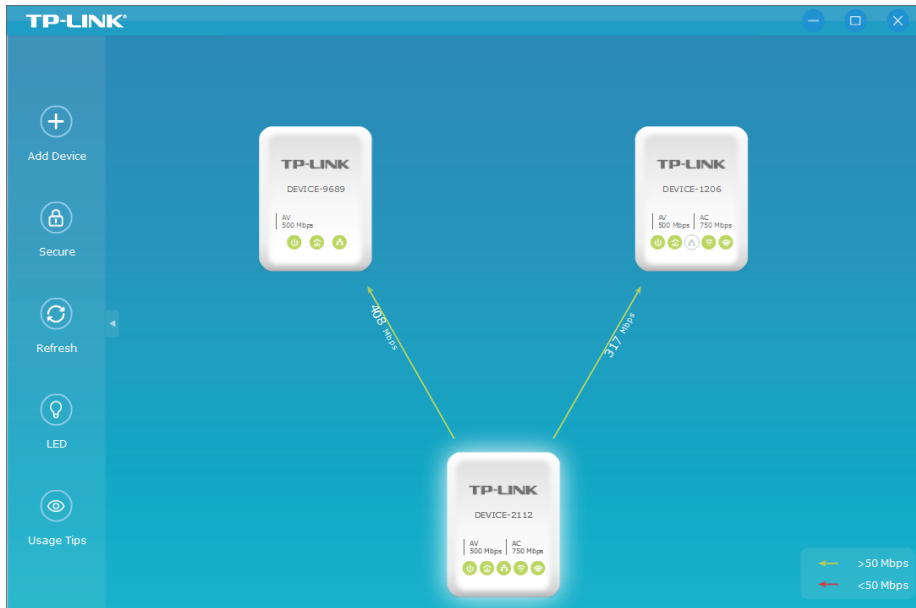 TP-LINK
Add Device
Secure
Refresh
LED
Usage Tips
TP-LINK
DEVICE-9689
AV
500 Mbps
TP-LINK
DEVICE-1206
AV
500 Mbps
AC
750 Mbps
408 Mbps
317 Mbps
TP-LINK
DEVICE-2112
AV
500 Mbps
AC
750 Mbps
>50 Mbps
<50 Mbps